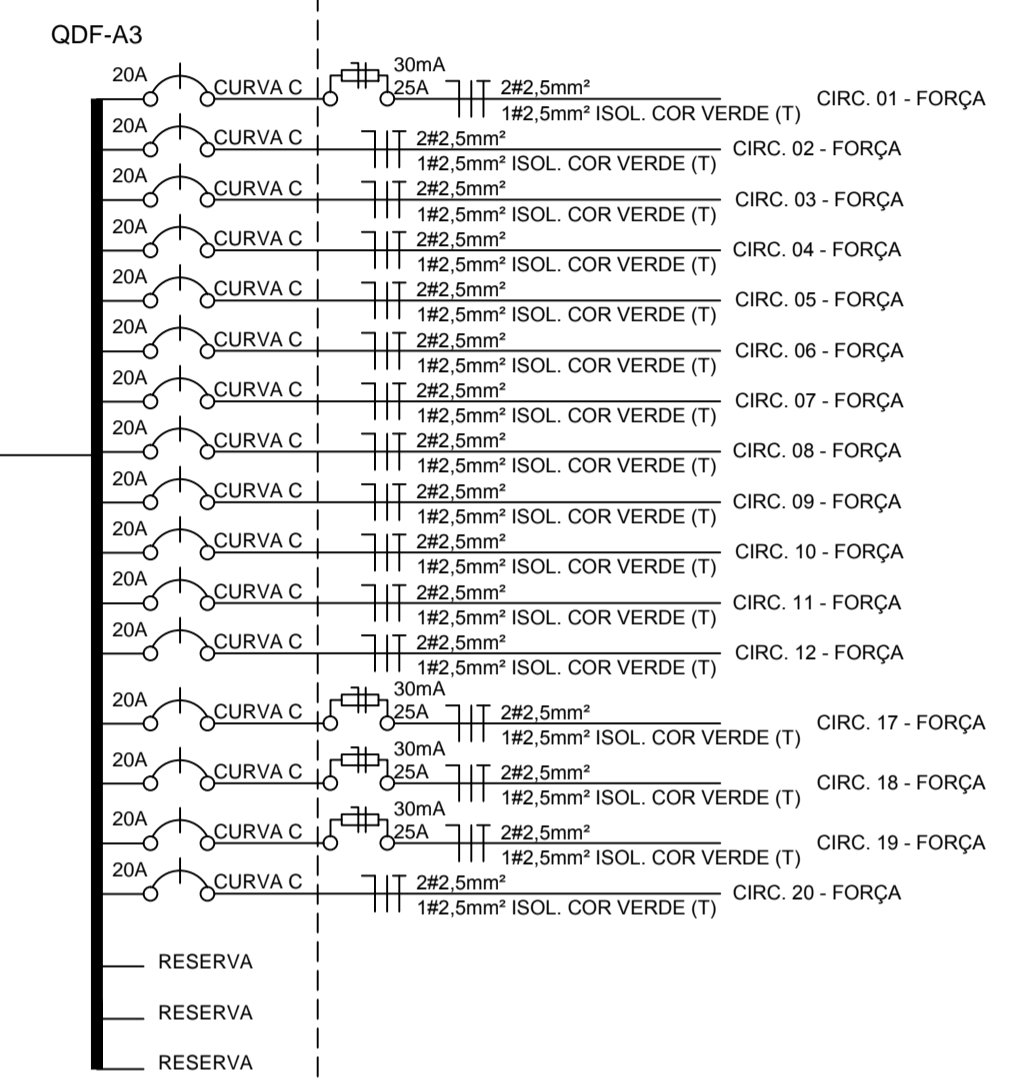 QDF-A3
20A CURVA C 30mA 25A 2#2,5mm² CIRC. 01 - FORÇA
1#2,5mm² ISOL. COR VERDE (T)
20A CURVA C 2#2,5mm² CIRC. 02 - FORÇA
1#2,5mm² ISOL. COR VERDE (T)
20A CURVA C 2#2,5mm² CIRC. 03 - FORÇA
1#2,5mm² ISOL. COR VERDE (T)
20A CURVA C 2#2,5mm² CIRC. 04 - FORÇA
1#2,5mm² ISOL. COR VERDE (T)
20A CURVA C 2#2,5mm² CIRC. 05 - FORÇA
1#2,5mm² ISOL. COR VERDE (T)
20A CURVA C 2#2,5mm² CIRC. 06 - FORÇA
1#2,5mm² ISOL. COR VERDE (T)
20A CURVA C 2#2,5mm² CIRC. 07 - FORÇA
1#2,5mm² ISOL. COR VERDE (T)
20A CURVA C 2#2,5mm² CIRC. 08 - FORÇA
1#2,5mm² ISOL. COR VERDE (T)
20A CURVA C 2#2,5mm² CIRC. 09 - FORÇA
1#2,5mm² ISOL. COR VERDE (T)
20A CURVA C 2#2,5mm² CIRC. 10 - FORÇA
1#2,5mm² ISOL. COR VERDE (T)
20A CURVA C 2#2,5mm² CIRC. 11 - FORÇA
1#2,5mm² ISOL. COR VERDE (T)
20A CURVA C 2#2,5mm² CIRC. 12 - FORÇA
1#2,5mm² ISOL. COR VERDE (T)
20A CURVA C 30mA 25A 2#2,5mm² CIRC. 17 - FORÇA
1#2,5mm² ISOL. COR VERDE (T)
20A CURVA C 30mA 25A 2#2,5mm² CIRC. 18 - FORÇA
1#2,5mm² ISOL. COR VERDE (T)
20A CURVA C 30mA 25A 2#2,5mm² CIRC. 19 - FORÇA
1#2,5mm² ISOL. COR VERDE (T)
20A CURVA C 2#2,5mm² CIRC. 20 - FORÇA
1#2,5mm² ISOL. COR VERDE (T)
RESERVA
RESERVA
RESERVA